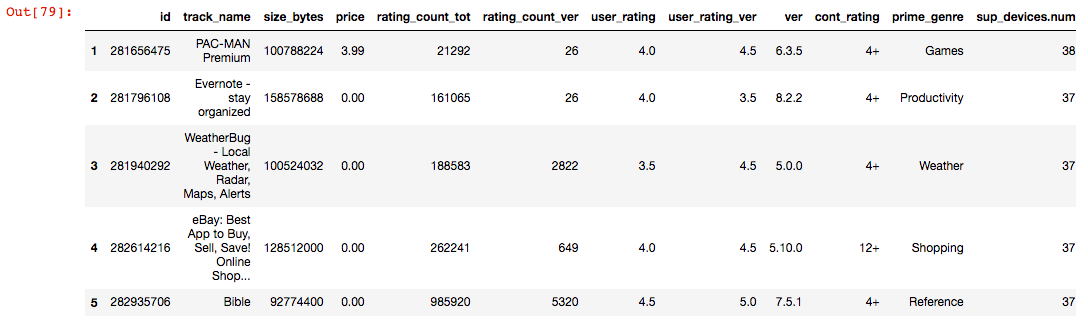 Out[79]:
id track_name size_bytes price rating_count_tot rating_count_ver user_rating user_rating_ver ver cont_rating prime_genre sup_devices.num
1 281656475 PAC-MAN Premium 100788224 3.99 21292 26 4.0 4.5 6.3.5 4+ Games 38
2 281796108 Evernote - stay organized 158578688 0.00 161065 26 4.0 3.5 8.2.2 4+ Productivity 37
3 281940292 WeatherBug - Local Weather, Radar, Maps, Alerts 100524032 0.00 188583 2822 3.5 4.5 5.0.0 4+ Weather 37
4 282614216 eBay: Best App to Buy, Sell, Save! Online Shop... 128512000 0.00 262241 649 4.0 4.5 5.10.0 12+ Shopping 37
5 282935706 Bible 92774400 0.00 985920 5320 4.5 5.0 7.5.1 4+ Reference 37